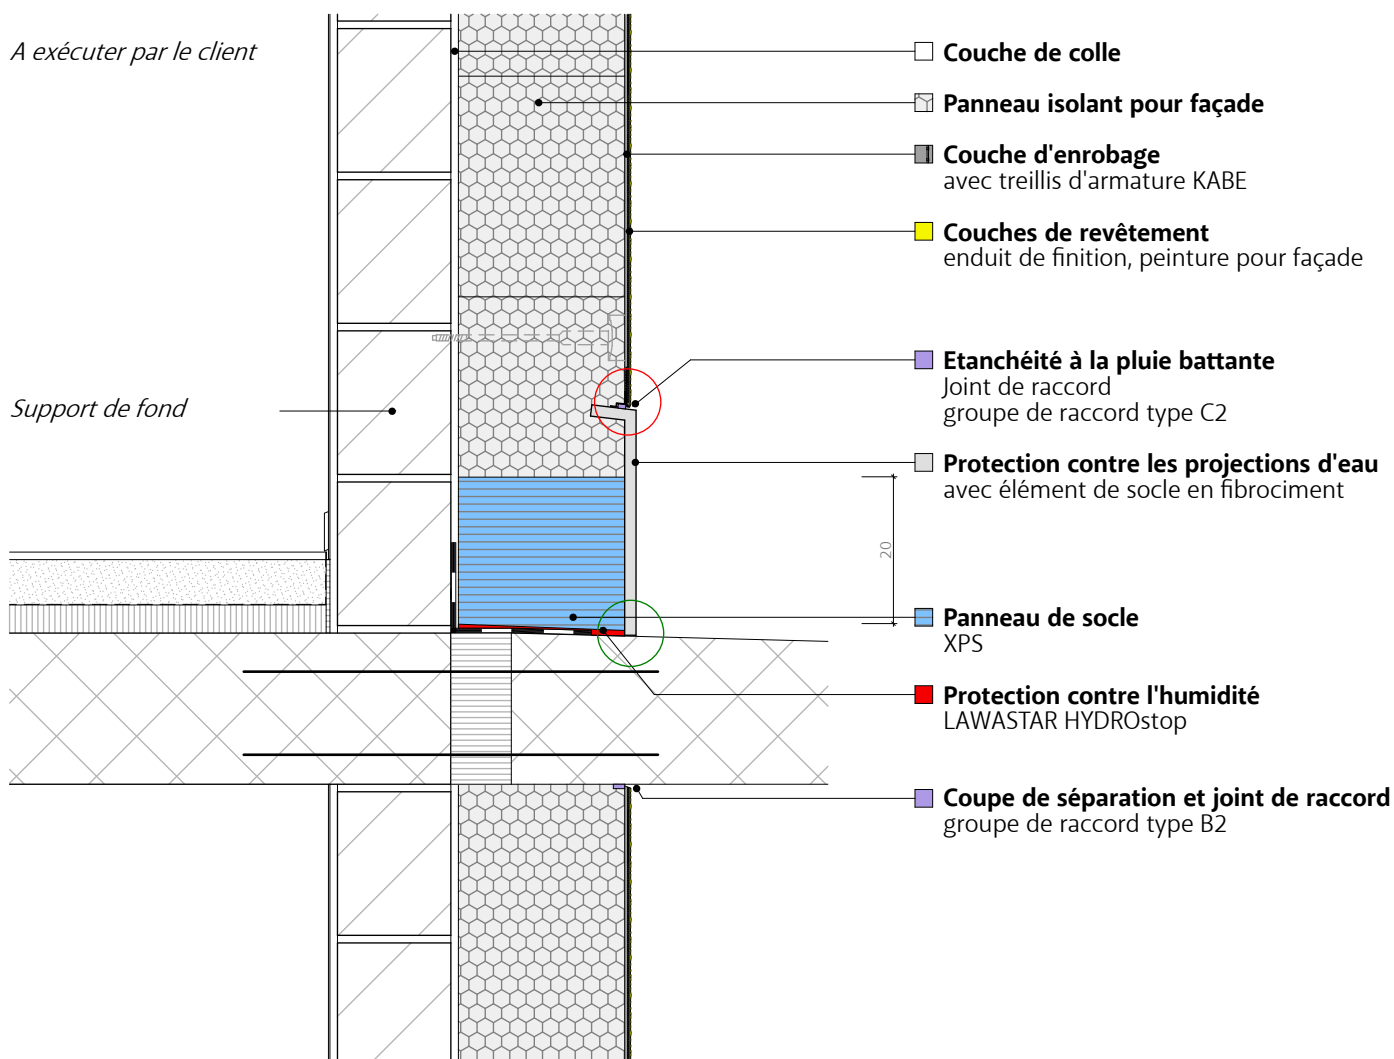 A exécuter par le client
Couche de colle
Panneau isolant pour façade
Couche d'enrobage
avec treillis d'armature KABE
Couches de revêtement
enduit de finition, peinture pour façade
Etanchéité à la pluie battante
Joint de raccord
groupe de raccord type C2
Support de fond
Protection contre les projections d'eau
avec élément de socle en fibrociment
20
Panneau de socle
XPS
Protection contre l'humidité
LAWASTAR HYDROstop
Coupe de séparation et joint de raccord
groupe de raccord type B2